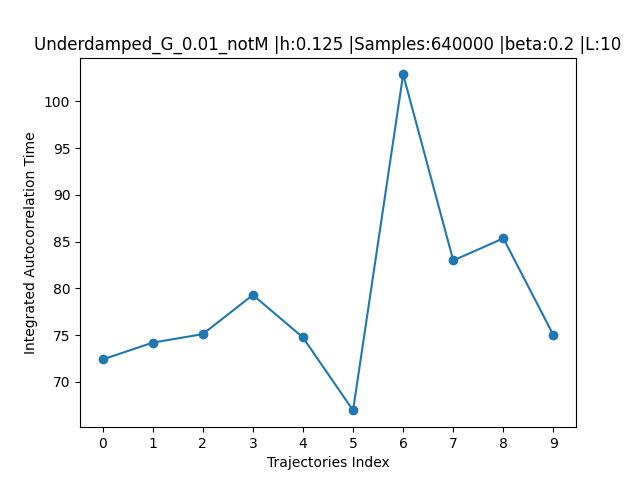 Underdamped_G_0.01_notM |h:0.125 |Samples:640000 |beta:0.2 |L:10
Integrated Autocorrelation Time
100
95
90
85
80
75
70
0 1 2 3 4 5 6 7 8 9
Trajectories Index